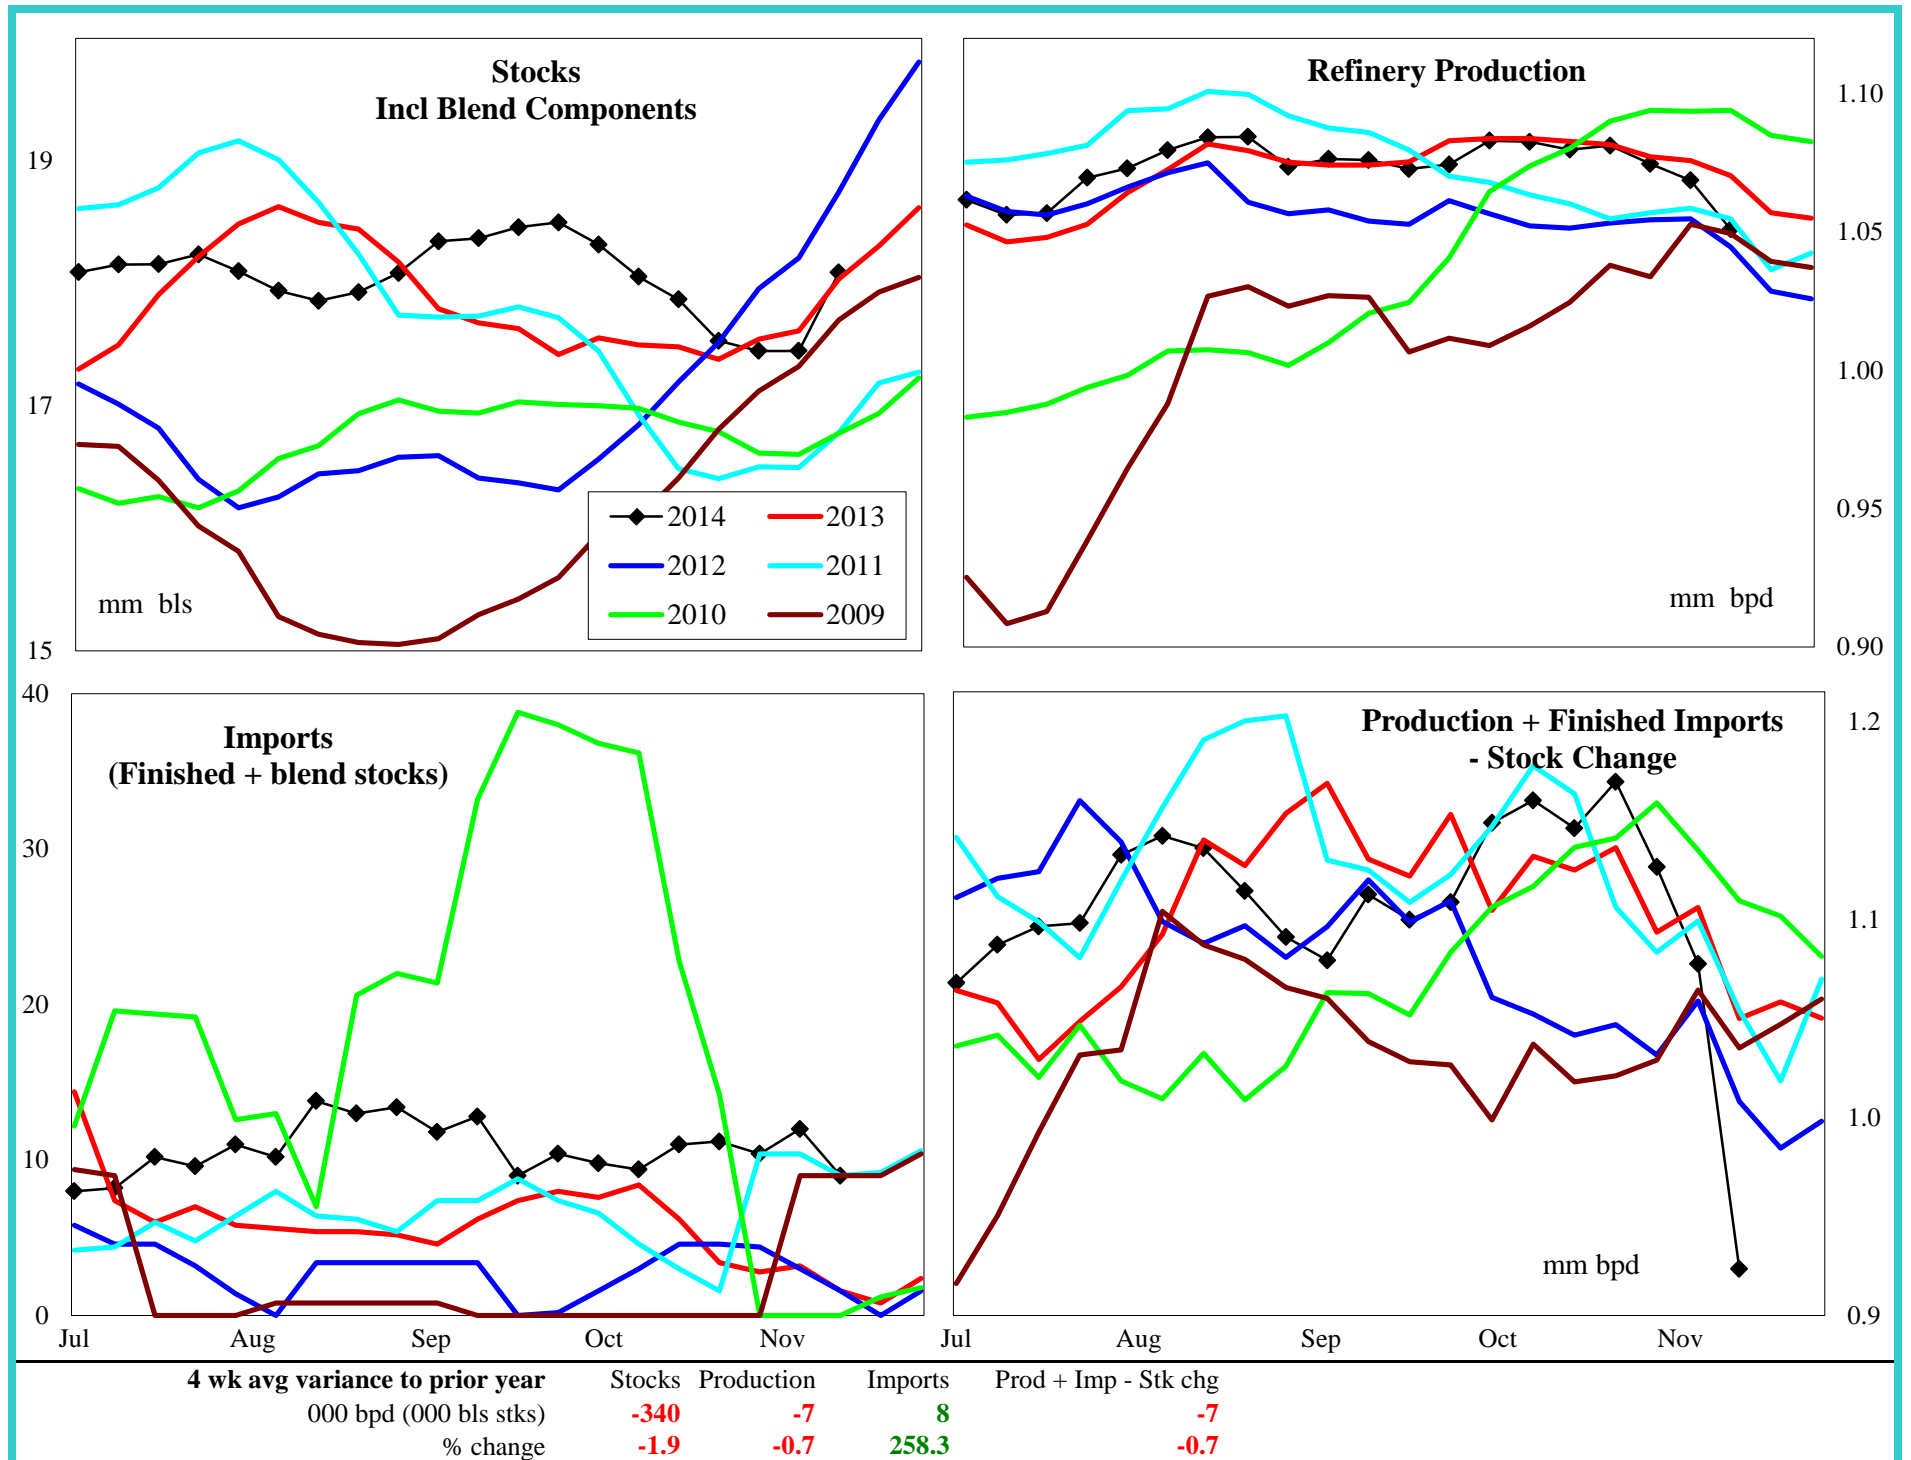 Stocks
Incl Blend Components
19
17
15
mm bls
2014 2013
2012 2011
2010 2009
Refinery Production
1.10
1.05
1.00
0.95
0.90
mm bpd
Imports
(Finished + blend stocks)
40
30
20
10
0
Jul Aug Sep Oct Nov
Production + Finished Imports
- Stock Change
1.2
1.1
1.0
0.9
mm bpd
Jul Aug Sep Oct Nov
4 wk avg variance to prior year Stocks Production Imports Prod + Imp - Stk chg
000 bpd (000 bls stks) -340 -7 8 -7
% change -1.9 -0.7 258.3 -0.7